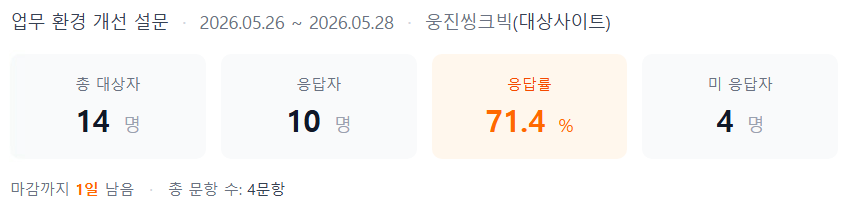 업무 환경 개선 설문 · 2026.05.26 ~ 2026.05.28 · 웅진씽크빅(대상사이트)
총 대상자 응답자 응답률 미 응답자
14 명 10 명 71.4 % 4 명
마감까지 1일 남음 · 총 문항 수: 4문항